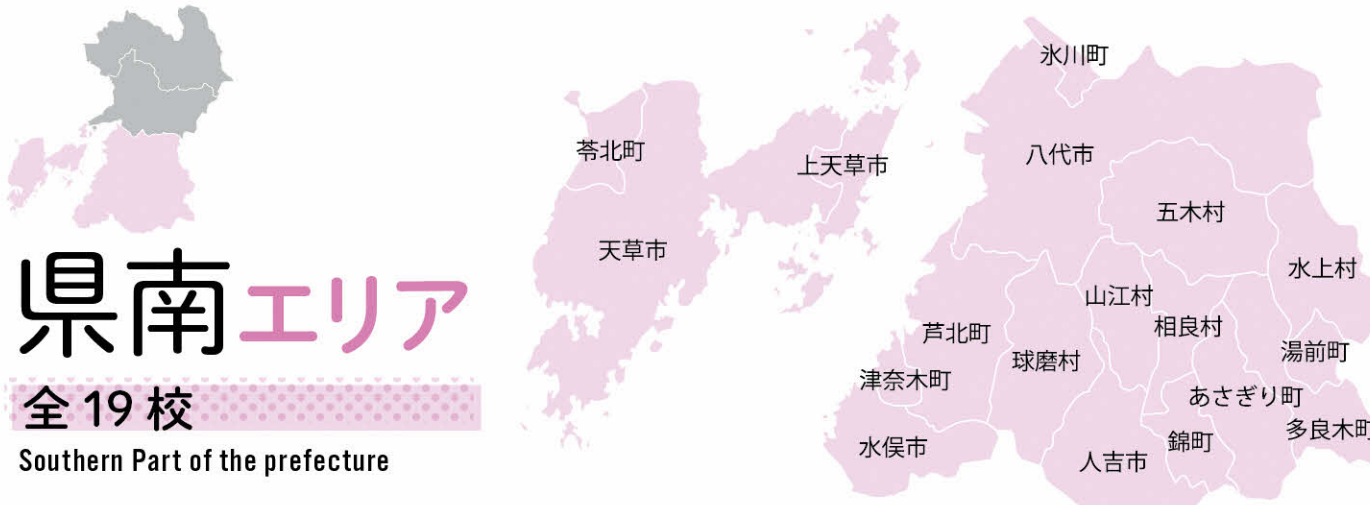 県南エリア
全19校
Southern Part of the prefecture
氷川町
苓北町
上天草市
八代市
天草市
五木村
水上村
山江村
相良村
芦北町
球磨村
湯前町
津奈木町
あさぎり町
水俣市
人吉市
錦町
多良木町